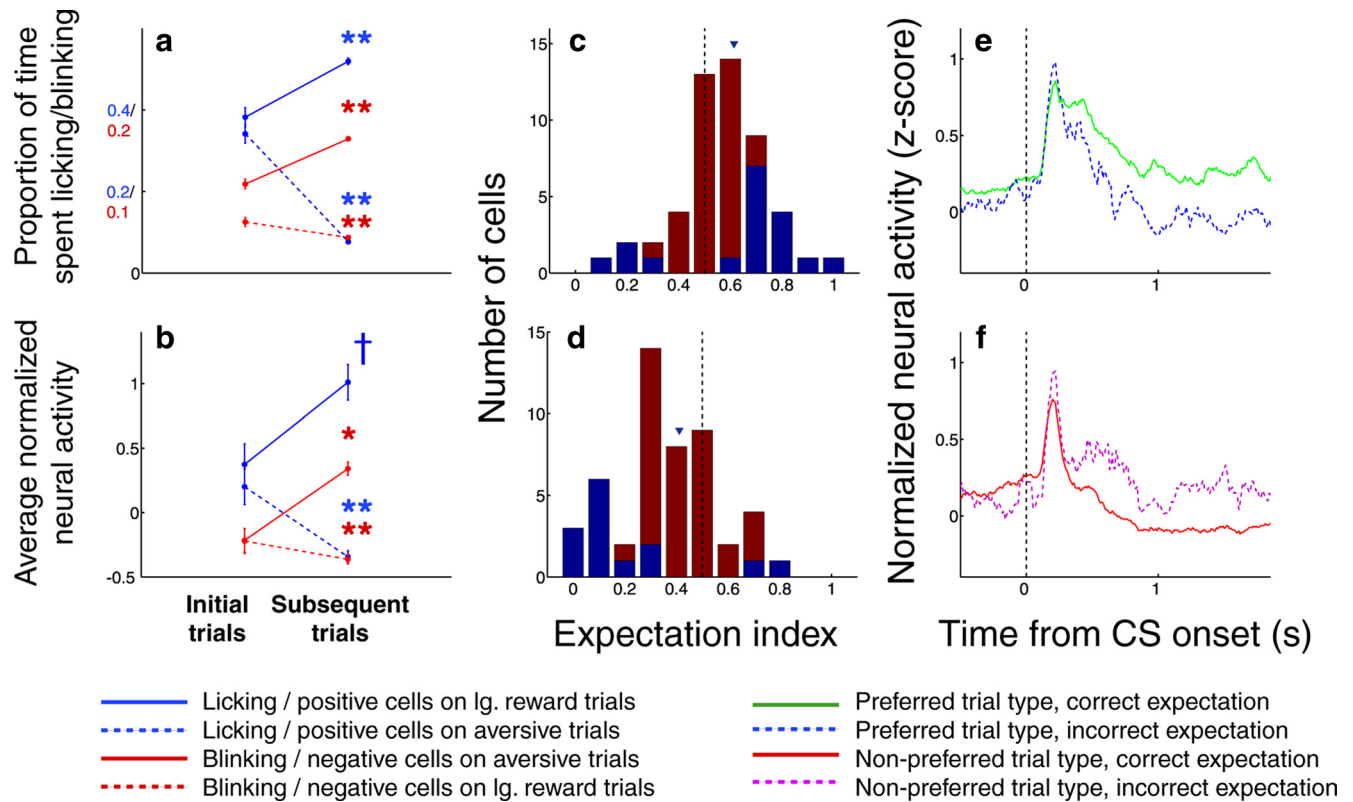 Proportion of time
spent licking/blinking
a
**
**
**
**
0.4/
0.2
0.2/
0.1
0
Average normalized
neural activity
b
†
*
**
**
1
0.5
0
-0.5
Initial
trials
Subsequent
trials
Number of cells
c
15
10
5
0
0 0.2 0.4 0.6 0.8 1
d
15
10
5
0
0 0.2 0.4 0.6 0.8 1
Expectation index
Normalized neural activity (z-score)
e
1
0.5
0
0 1
f
1
0.5
0
0 1
Time from CS onset (s)
Licking / positive cells on lg. reward trials
Licking / positive cells on aversive trials
Blinking / negative cells on aversive trials
Blinking / negative cells on lg. reward trials
Preferred trial type, correct expectation
Preferred trial type, incorrect expectation
Non-preferred trial type, correct expectation
Non-preferred trial type, incorrect expectation